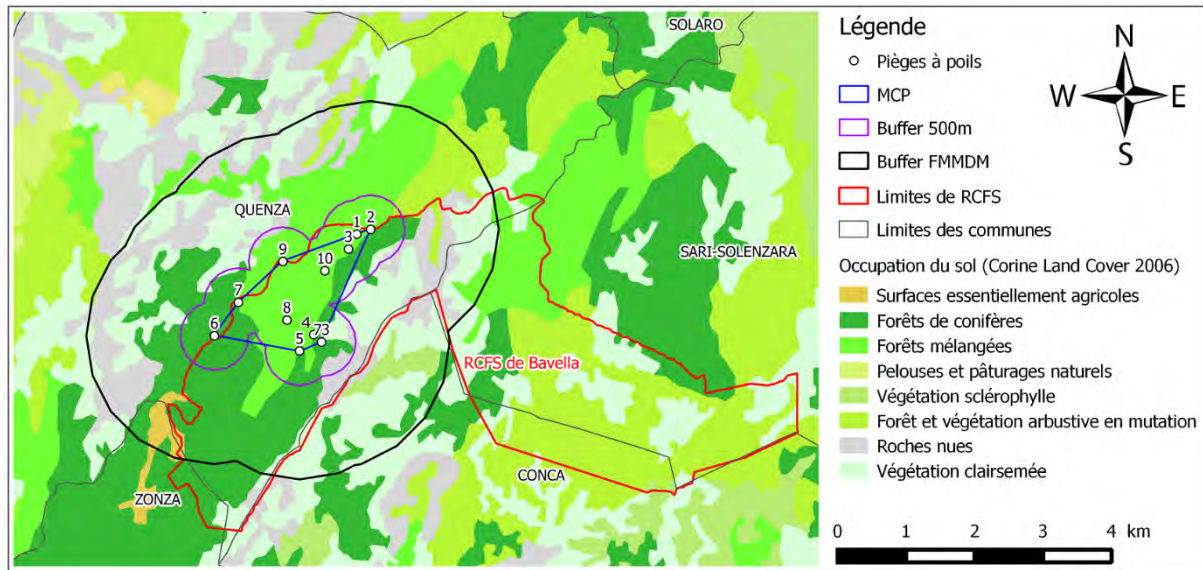 SOLARO
QUENZA
1
2
3
9
10
SARI-SOLENZARA
7
8
6
4
73
5
RCFS de Bavella
ZONZA
CONCA
Légende
Pièges à poils
MCP
Buffer 500m
Buffer FMMDM
Limites de RCFS
Limites des communes
Occupation du sol (Corine Land Cover 2006)
Surfaces essentiellement agricoles
Forêts de conifères
Forêts mélangées
Pelouses et pâturages naturels
Végétation sclérophylle
Forêt et végétation arbustive en mutation
Roches nues
Végétation clairsemée
N
W E
S
0 1 2 3 4 km